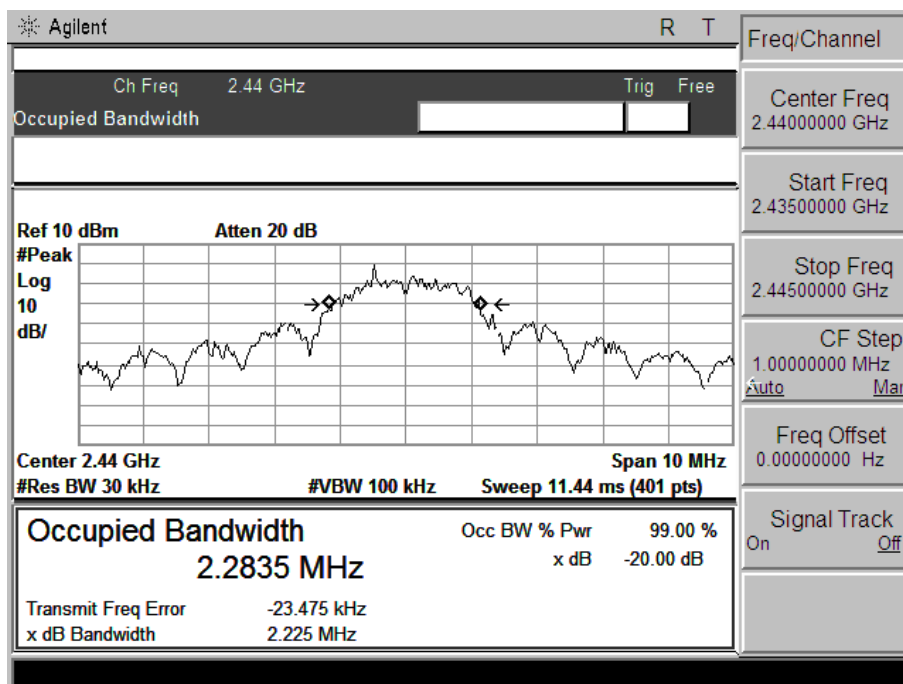 Agilent R T
Ch Freq 2.44 GHz Trig Free
Occupied Bandwidth
Ref 10 dBm Atten 20 dB
#Peak
Log
10
dB/
Center 2.44 GHz Span 10 MHz
#Res BW 30 kHz #VBW 100 kHz Sweep 11.44 ms (401 pts)
Occupied Bandwidth Occ BW % Pwr 99.00 %
2.2835 MHz x dB -20.00 dB
Transmit Freq Error -23.475 kHz
x dB Bandwidth 2.225 MHz
Freq/Channel
Center Freq
2.44000000 GHz
Start Freq
2.43500000 GHz
Stop Freq
2.44500000 GHz
CF Step
1.00000000 MHz
Auto Man
Freq Offset
0.00000000 Hz
Signal Track
On Off